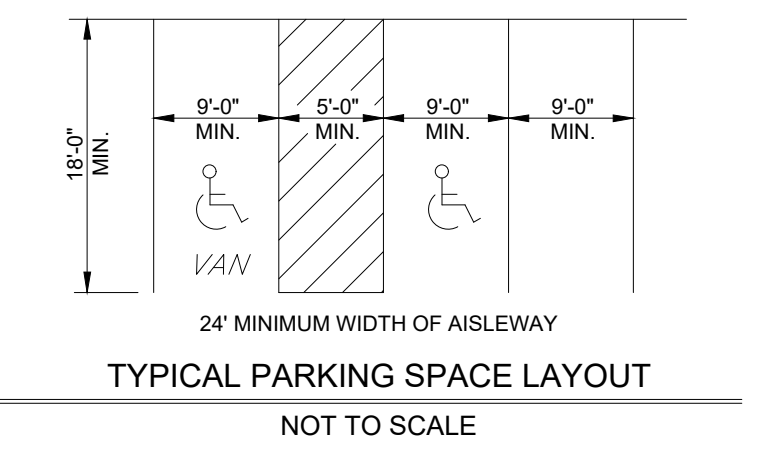 9'-0" 5'-0" 9'-0" 9'-0"
MIN. MIN. MIN. MIN.
18'-0"
MIN.
VAN
24' MINIMUM WIDTH OF AISLEWAY
TYPICAL PARKING SPACE LAYOUT
NOT TO SCALE